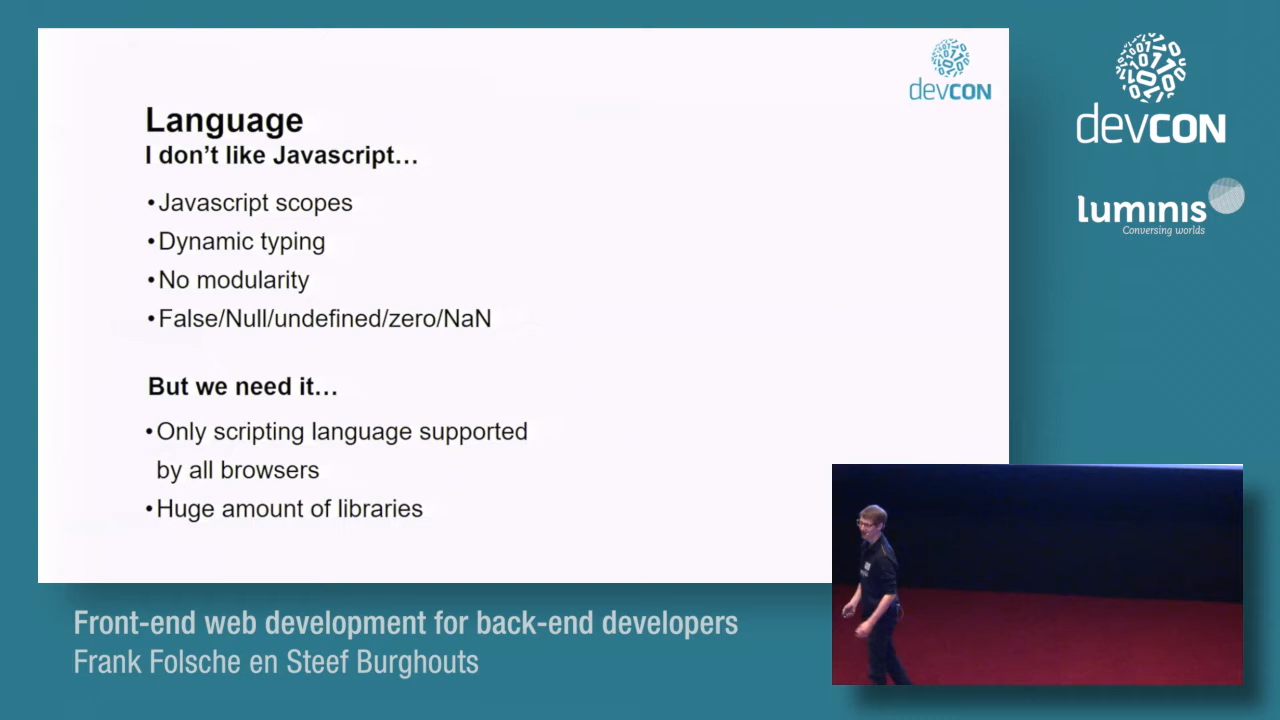 devCON
Language
I don't like Javascript...
• Javascript scopes
• Dynamic typing
• No modularity
• False/Null/undefined/zero/NaN
But we need it...
• Only scripting language supported
by all browsers
• Huge amount of libraries
devCON
luminis
Conversing worlds
Front-end web development for back-end developers
Frank Folsche en Steef Burghouts